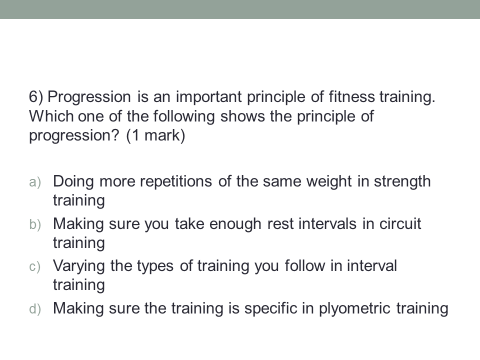 6) Progression is an important principle of fitness training.
Which one of the following shows the principle of
progression? (1 mark)
a) Doing more repetitions of the same weight in strength
training
b) Making sure you take enough rest intervals in circuit
training
c) Varying the types of training you follow in interval
training
d) Making sure the training is specific in plyometric training